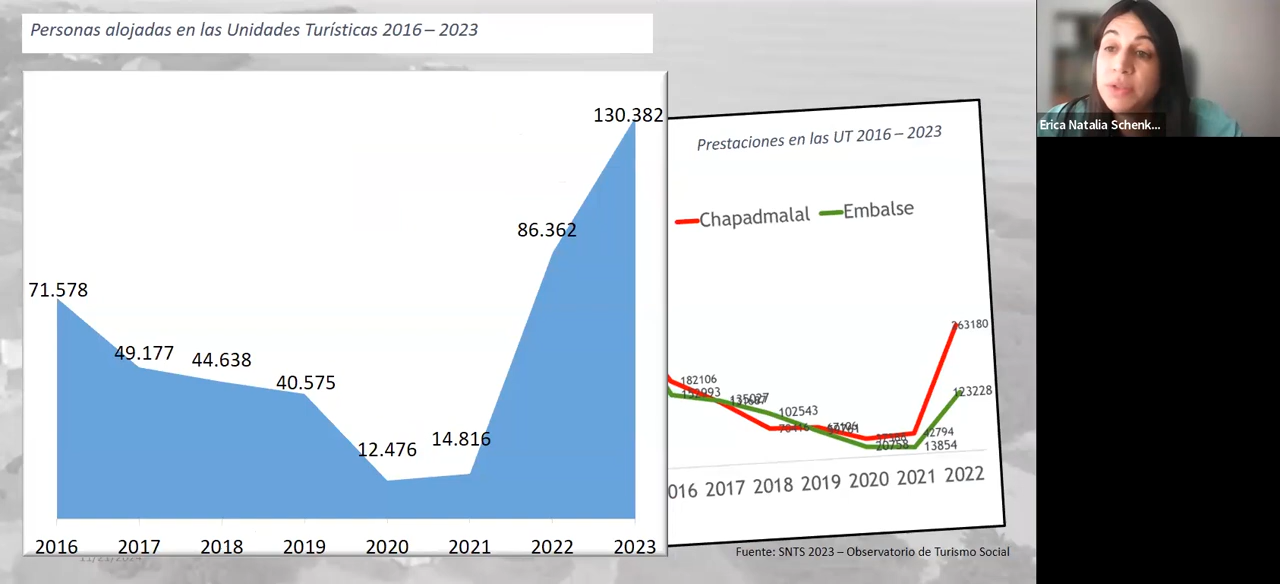 Personas alojadas en las Unidades Turísticas 2016 – 2023
130.382
86.362
71.578
49.177
44.638
40.575
12.476
14.816
2016 2017 2018 2019 2020 2021 2022 2023
Prestaciones en las UT 2016 – 2023
Chapadmalal Embalse
263180
182106
123228
102543
42794
20758
13854
016 2017 2018 2019 2020 2021 2022
Fuente: SNTS 2023 – Observatorio de Turismo Social
Erica Natalia Schenk...